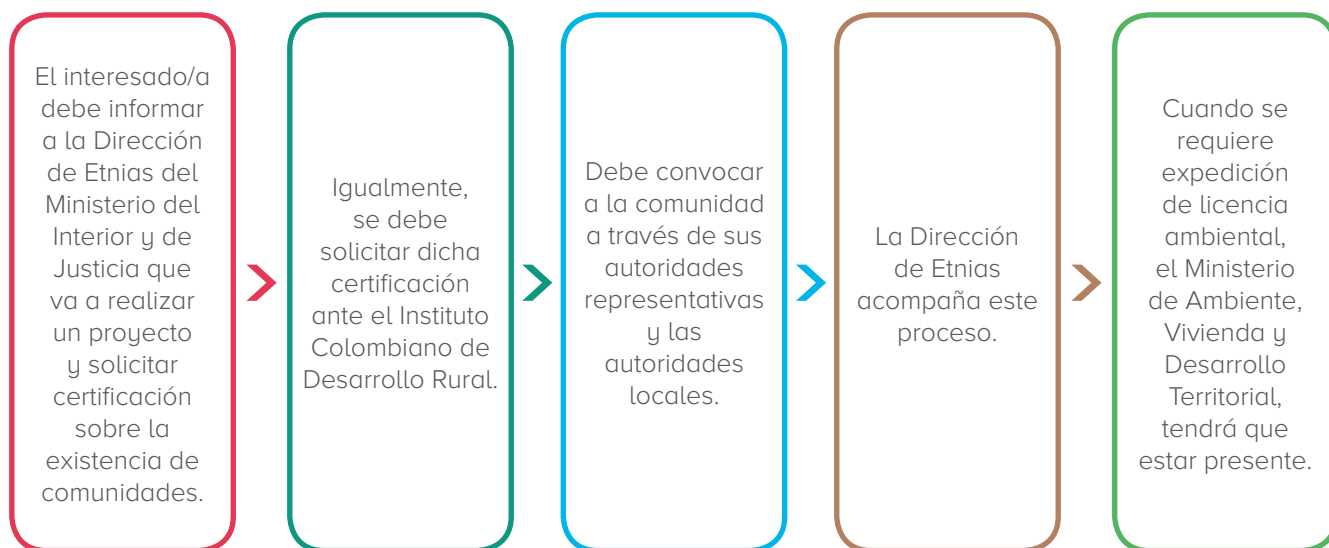 El interesado/a
debe informar
a la Dirección
de Etnias del
Ministerio del
Interior y de
Justicia que
va a realizar
un proyecto
y solicitar
certificación
sobre la
existencia de
comunidades.
Igualmente,
se debe
solicitar dicha
certificación
ante el Instituto
Colombiano de
Desarrollo Rural.
Debe convocar
a la comunidad
a través de sus
autoridades
representativas
y las
autoridades
locales.
La Dirección
de Etnias
acompaña este
proceso.
Cuando se
requiere
expedición
de licencia
ambiental,
el Ministerio
de Ambiente,
Vivienda y
Desarrollo
Territorial,
tendrá que
estar presente.